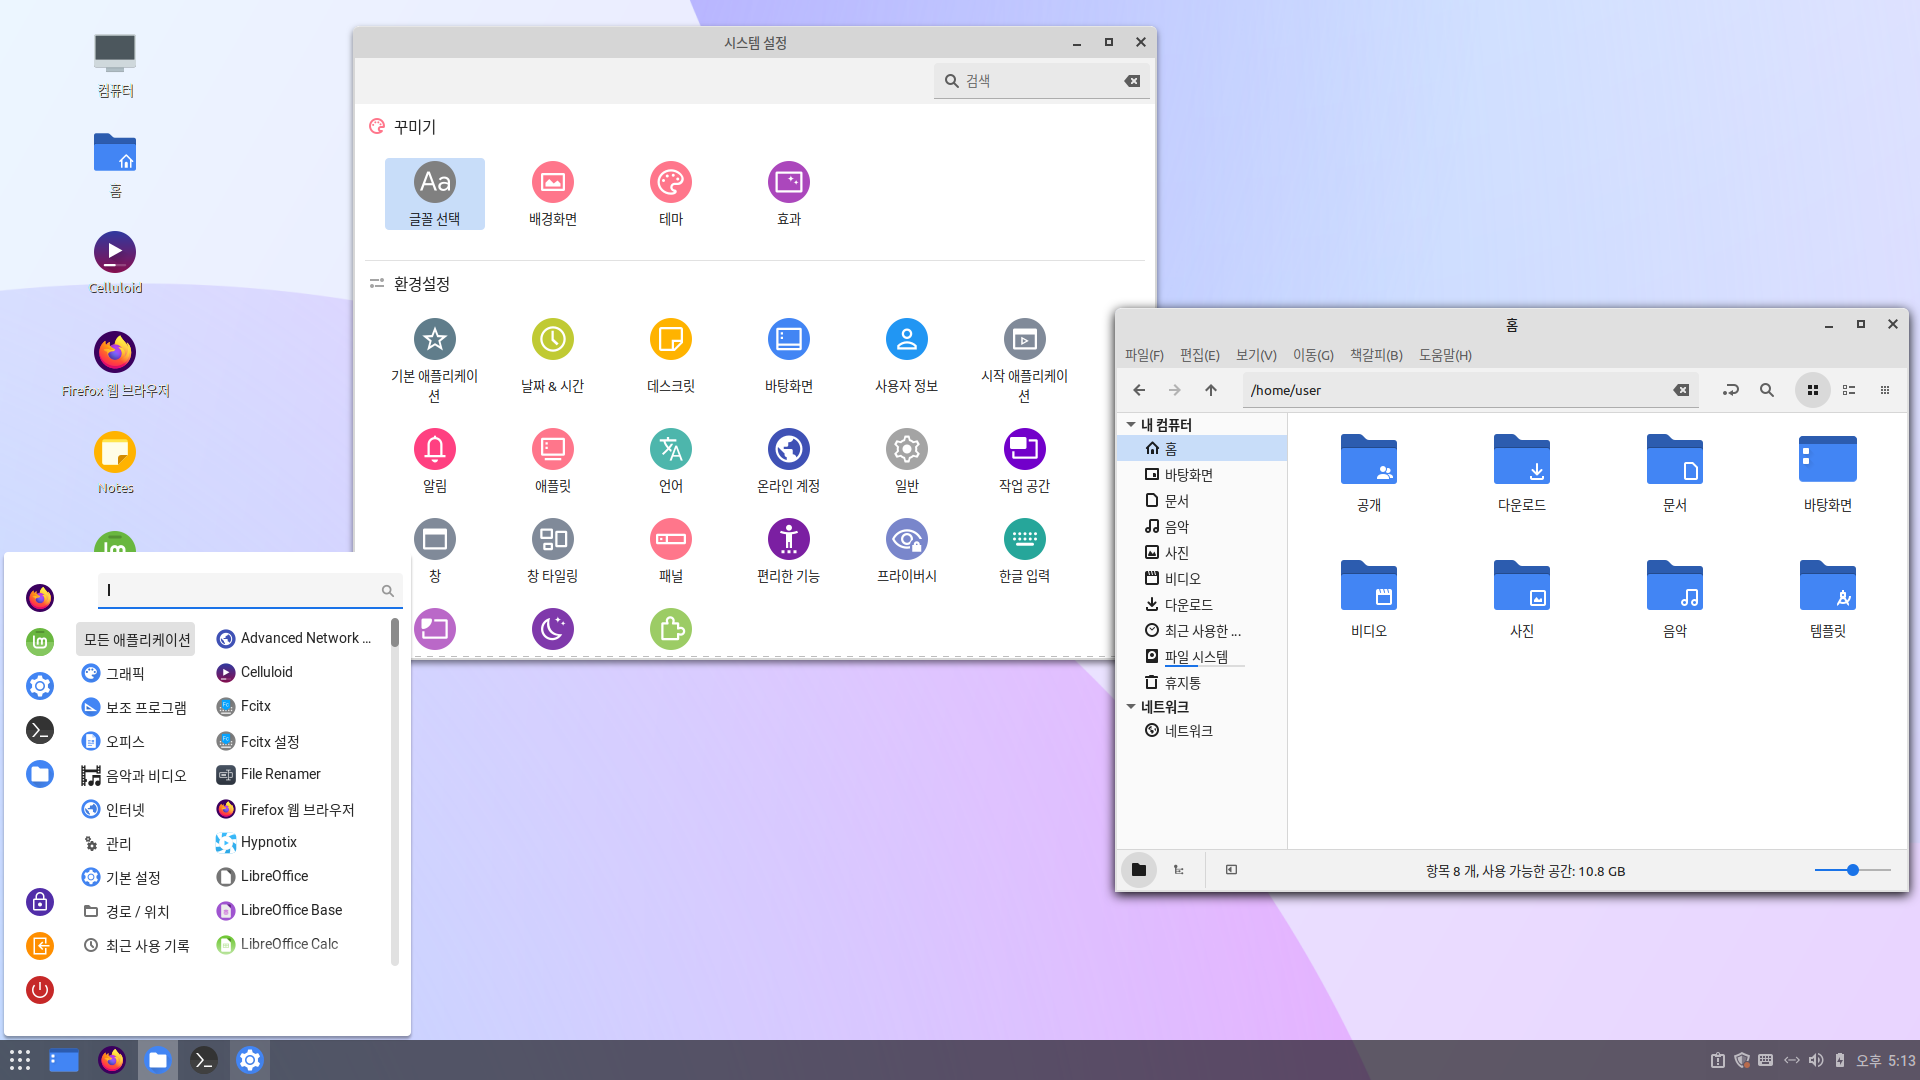 컴퓨터
홈
Celluloid
Firefox 웹 브라우저
Notes
시스템 설정
검색
꾸미기
글꼴 선택
배경화면
테마
효과
환경설정
기본 애플리케이
션
날짜 & 시간
데스크릿
바탕화면
사용자 정보
시작 애플리케이
션
알림
애플릿
언어
온라인 계정
일반
작업 공간
창
창 타일링
패널
편리한 기능
프라이버시
한글 입력
홈
파일(F) 편집(E) 보기(V) 이동(G) 책갈피(B) 도움말(H)
/home/user
내 컴퓨터
홈
바탕화면
문서
음악
사진
비디오
다운로드
최근 사용한 ...
파일 시스템
휴지통
네트워크
네트워크
공개
다운로드
문서
바탕화면
비디오
사진
음악
템플릿
항목 8 개, 사용 가능한 공간: 10.8 GB
모든 애플리케이션
그래픽
보조 프로그램
오피스
음악과 비디오
인터넷
관리
기본 설정
경로 / 위치
최근 사용 기록
Advanced Network ...
Celluloid
Fcitx
Fcitx 설정
File Renamer
Firefox 웹 브라우저
Hypnotix
LibreOffice
LibreOffice Base
LibreOffice Calc
오후 5:13